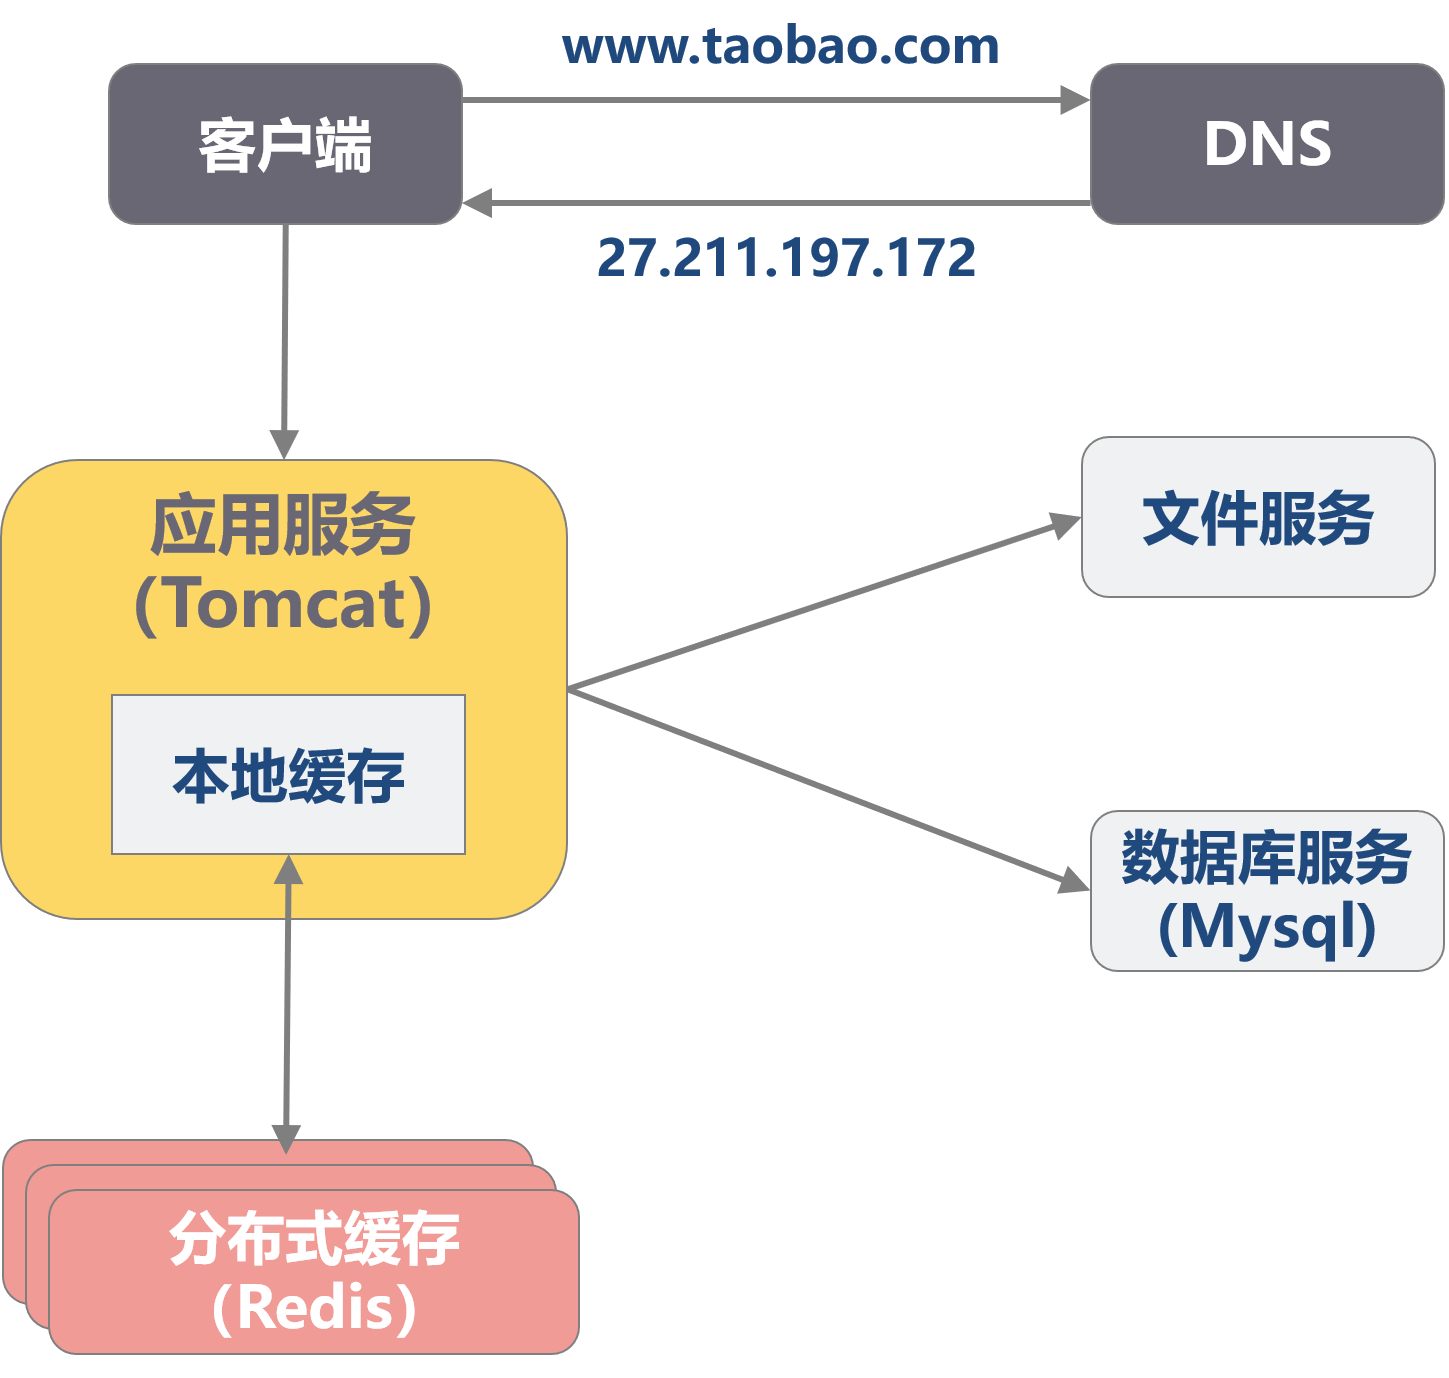 www.taobao.com
客户端
DNS
27.211.197.172
应用服务
(Tomcat)
文件服务
本地缓存
数据库服务
(Mysql)
分布式缓存
(Redis)